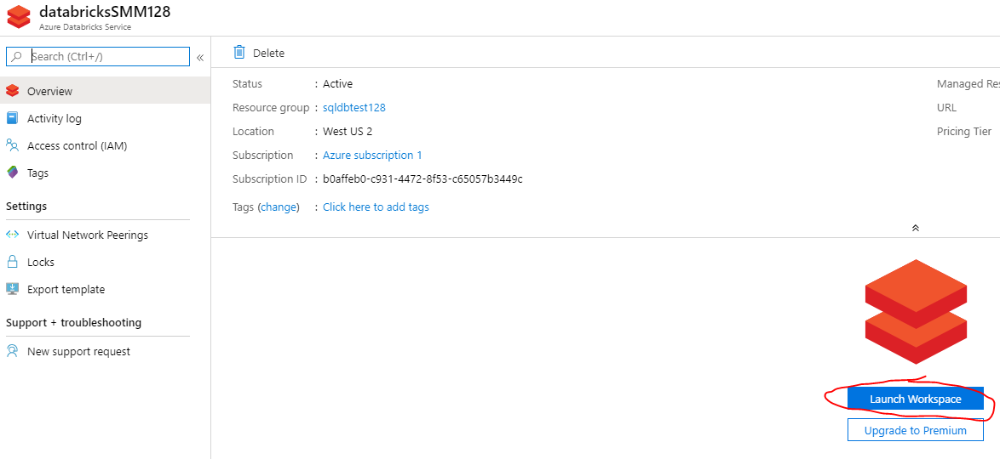 databricksSMM128
Azure Databricks Service
Search (Ctrl+/)
«
Overview
Activity log
Access control (IAM)
Tags
Settings
Virtual Network Peerings
Locks
Export template
Support + troubleshooting
New support request
Delete
Status : Active
Resource group : sqldbtest128
Location : West US 2
Subscription : Azure subscription 1
Subscription ID : b0affeb0-c931-4472-8f53-c65057b3449c
Tags (change) : Click here to add tags
Managed Res
URL
Pricing Tier
Launch Workspace
Upgrade to Premium